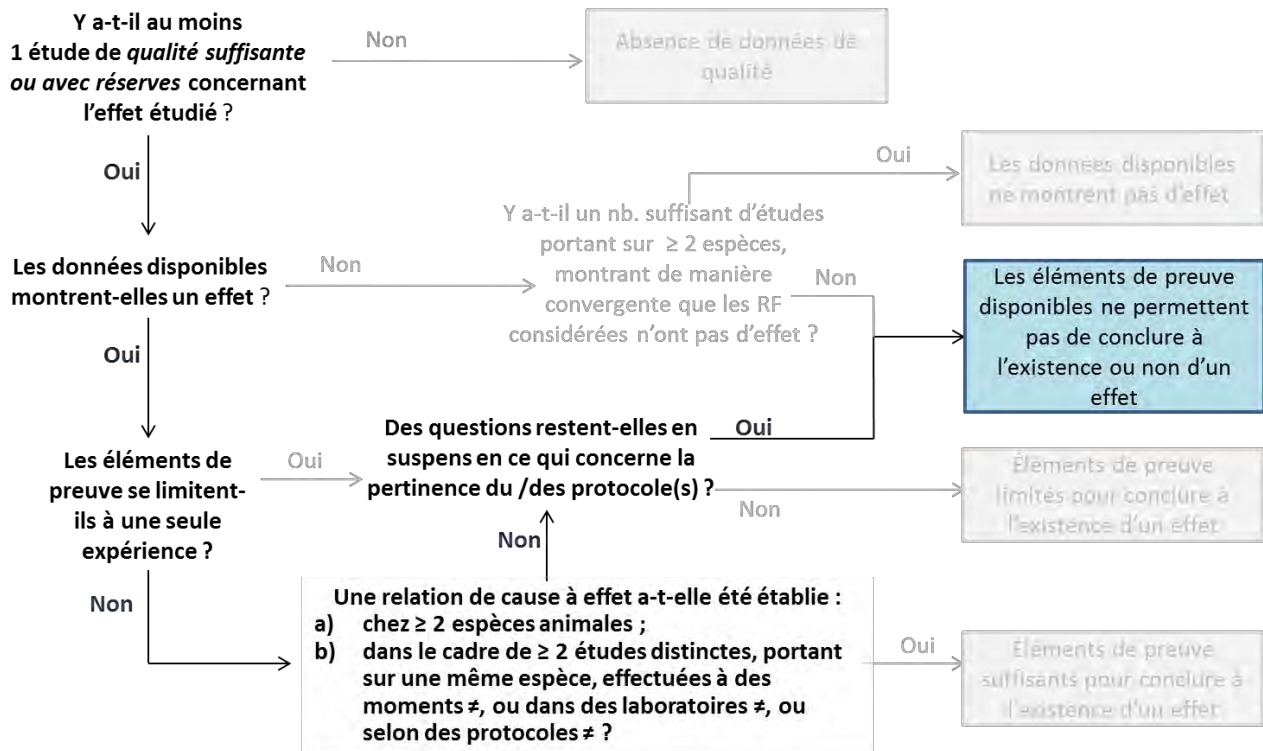 Y a-t-il au moins
1 étude de qualité suffisante
ou avec réserves concernant
l'effet étudié ?
Non
Absence de données de
qualité
Oui
Oui
Les données disponibles
ne montrent pas d'effet
Y a-t-il un nb. suffisant d'études
portant sur ≥ 2 espèces,
montrant de manière
convergente que les RF
considérées n'ont pas d'effet ?
Les données disponibles
montrent-elles un effet ?
Non
Non
Les éléments de preuve
disponibles ne permettent
pas de conclure à
l'existence ou non d'un
effet
Oui
Des questions restent-elles en
suspens en ce qui concerne la
pertinence du /des protocole(s) ?
Oui
Les éléments de
preuve se limitent-
ils à une seule
expérience ?
Oui
Non
Éléments de preuve
limités pour conclure à
l'existence d'un effet
Non
Non
Une relation de cause à effet a-t-elle été établie :
a) chez ≥ 2 espèces animales ;
b) dans le cadre de ≥ 2 études distinctes, portant
sur une même espèce, effectuées à des
moments ≠, ou dans des laboratoires ≠, ou
selon des protocoles ≠ ?
Oui
Éléments de preuve
suffisants pour conclure à
l'existence d'un effet